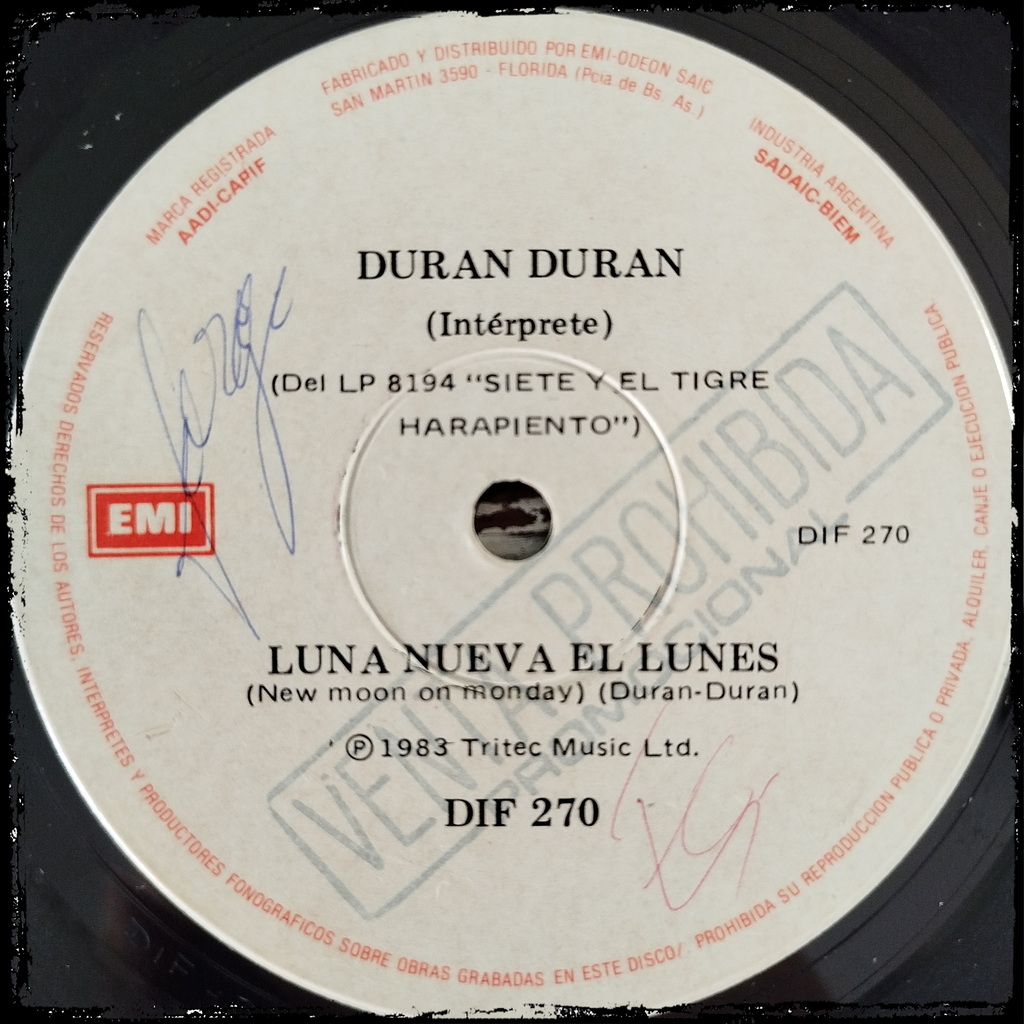 FABRICADO Y DISTRIBUIDO POR EMI-ODEON SAIC
SAN MARTIN 3590 - FLORIDA (Pcia de Bs. As.)
MARCA REGISTRADA
AADI-CAPIF
INDUSTRIA ARGENTINA
SADAIC-BIEM
DURAN DURAN
(Intérprete)
(Del LP 8194 "SIETE Y EL TIGRE
HARAPIENTO")
EMI
DIF 270
VENTA PROHIBIDA
PROMOCIONAL
LUNA NUEVA EL LUNES
(New moon on monday) (Duran-Duran)
℗ 1983 Tritec Music Ltd.
DIF 270
RESERVADOS DERECHOS DE LOS AUTORES, INTERPRETES Y PRODUCTORES FONOGRAFICOS SOBRE OBRAS GRABADAS EN ESTE DISCO/ PROHIBIDA SU REPRODUCCION PUBLICA O PRIVADA, ALQUILER, CANJE O EJECUCION PUBLICA
DIF